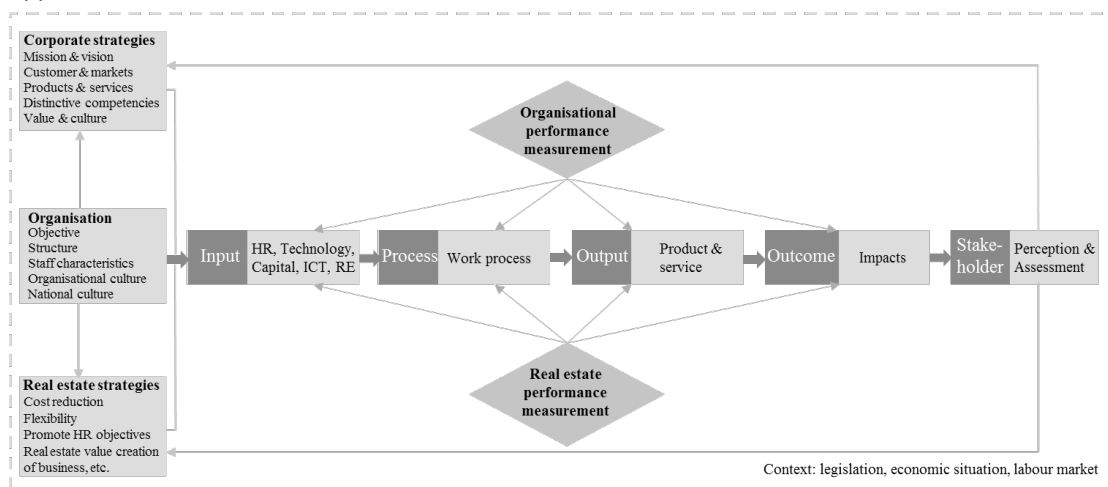 Corporate strategies
Mission & vision
Customer & markets
Products & services
Distinctive competencies
Value & culture
Organisational
performance
measurement
Organisation
Objective
Structure
Staff characteristics
Organisational culture
National culture
Input
HR, Technology,
Capital, ICT, RE
Process
Work process
Output
Product &
service
Outcome
Impacts
Stake-
holder
Perception &
Assessment
Real estate
performance
measurement
Real estate strategies
Cost reduction
Flexibility
Promote HR objectives
Real estate value creation
of business, etc.
Context: legislation, economic situation, labour market